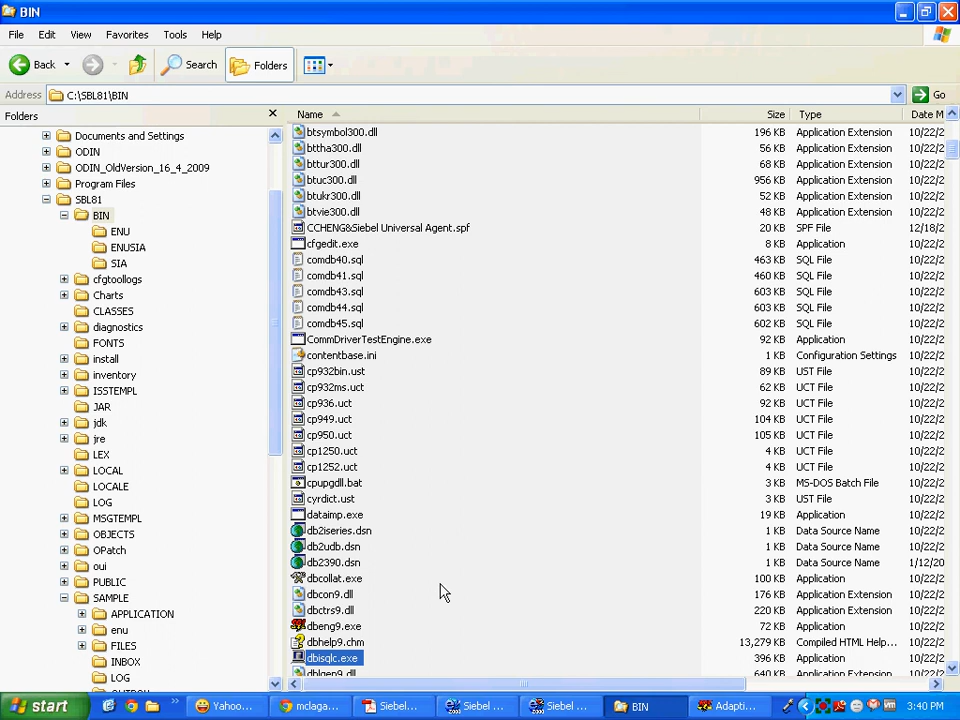 BIN
File Edit View Favorites Tools Help
Back Search Folders
Address C:\SBL81\BIN Go
Folders
Name Size Type Date M
Documents and Settings
ODIN
ODIN_OldVersion_16_4_2009
Program Files
SBL81
BIN
ENU
ENUSIA
SIA
cfgtoollogs
Charts
CLASSES
diagnostics
FONTS
install
inventory
ISSTEMPL
JAR
jdk
jre
LEX
LOCAL
LOCALE
LOG
MSGTEMPL
OBJECTS
OPatch
oui
PUBLIC
SAMPLE
APPLICATION
enu
FILES
INBOX
LOG
btsymbol300.dll 196 KB Application Extension 10/22/2
bttha300.dll 56 KB Application Extension 10/22/2
bttur300.dll 68 KB Application Extension 10/22/2
btuc300.dll 956 KB Application Extension 10/22/2
btukr300.dll 52 KB Application Extension 10/22/2
btvie300.dll 48 KB Application Extension 10/22/2
CCHENG&Siebel Universal Agent.spf 20 KB SPF File 12/18/2
cfgedit.exe 8 KB Application 10/22/2
comdb40.sql 463 KB SQL File 10/22/2
comdb41.sql 460 KB SQL File 10/22/2
comdb43.sql 603 KB SQL File 10/22/2
comdb44.sql 603 KB SQL File 10/22/2
comdb45.sql 602 KB SQL File 10/22/2
CommDriverTestEngine.exe 92 KB Application 10/22/2
contentbase.ini 1 KB Configuration Settings 10/22/2
cp932bin.ust 89 KB UST File 10/22/2
cp932ms.uct 62 KB UCT File 10/22/2
cp936.uct 92 KB UCT File 10/22/2
cp949.uct 104 KB UCT File 10/22/2
cp950.uct 105 KB UCT File 10/22/2
cp1250.uct 4 KB UCT File 10/22/2
cp1252.uct 4 KB UCT File 10/22/2
cpupgdll.bat 3 KB MS-DOS Batch File 10/22/2
cyrdict.ust 3 KB UST File 10/22/2
dataimp.exe 19 KB Application 10/22/2
db2iseries.dsn 1 KB Data Source Name 10/22/2
db2udb.dsn 1 KB Data Source Name 10/22/2
db2390.dsn 1 KB Data Source Name 1/12/20
dbcollat.exe 100 KB Application 10/22/2
dbcon9.dll 176 KB Application Extension 10/22/2
dbctrs9.dll 220 KB Application Extension 10/22/2
dbeng9.exe 72 KB Application 10/22/2
dbhelp9.chm 13,279 KB Compiled HTML Help... 10/22/2
dbisqlc.exe 396 KB Application 10/22/2
dblgen9.dll 640 KB Application Extension 10/22/2
start Yahoo... mclaga... Siebel... Siebel ... Siebel ... BIN Adapti... 3:40 PM